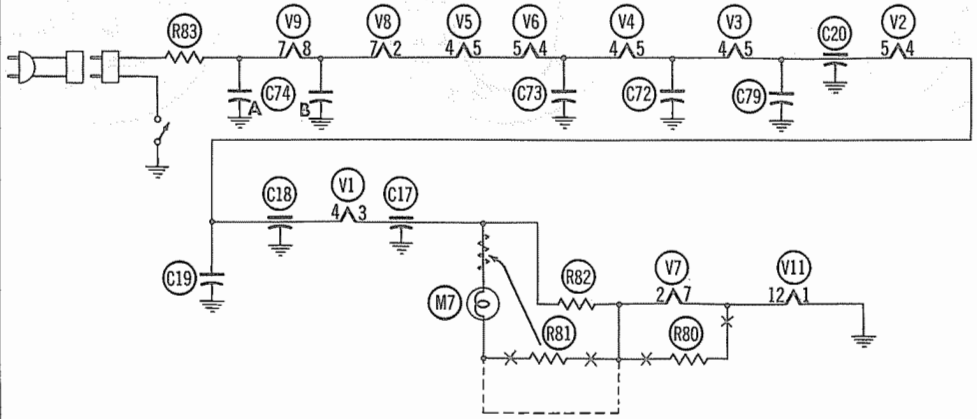 R83 V9 V8 V5 V6 V4 V3 C20 V2
7 8 7 2 4 5 5 4 4 5 4 5 5 4
C74 C73 C72 C79
A B
C18 V1 C17
4 3
C19 M7 R82 V7 V11
2 7 12 1
R81 R80